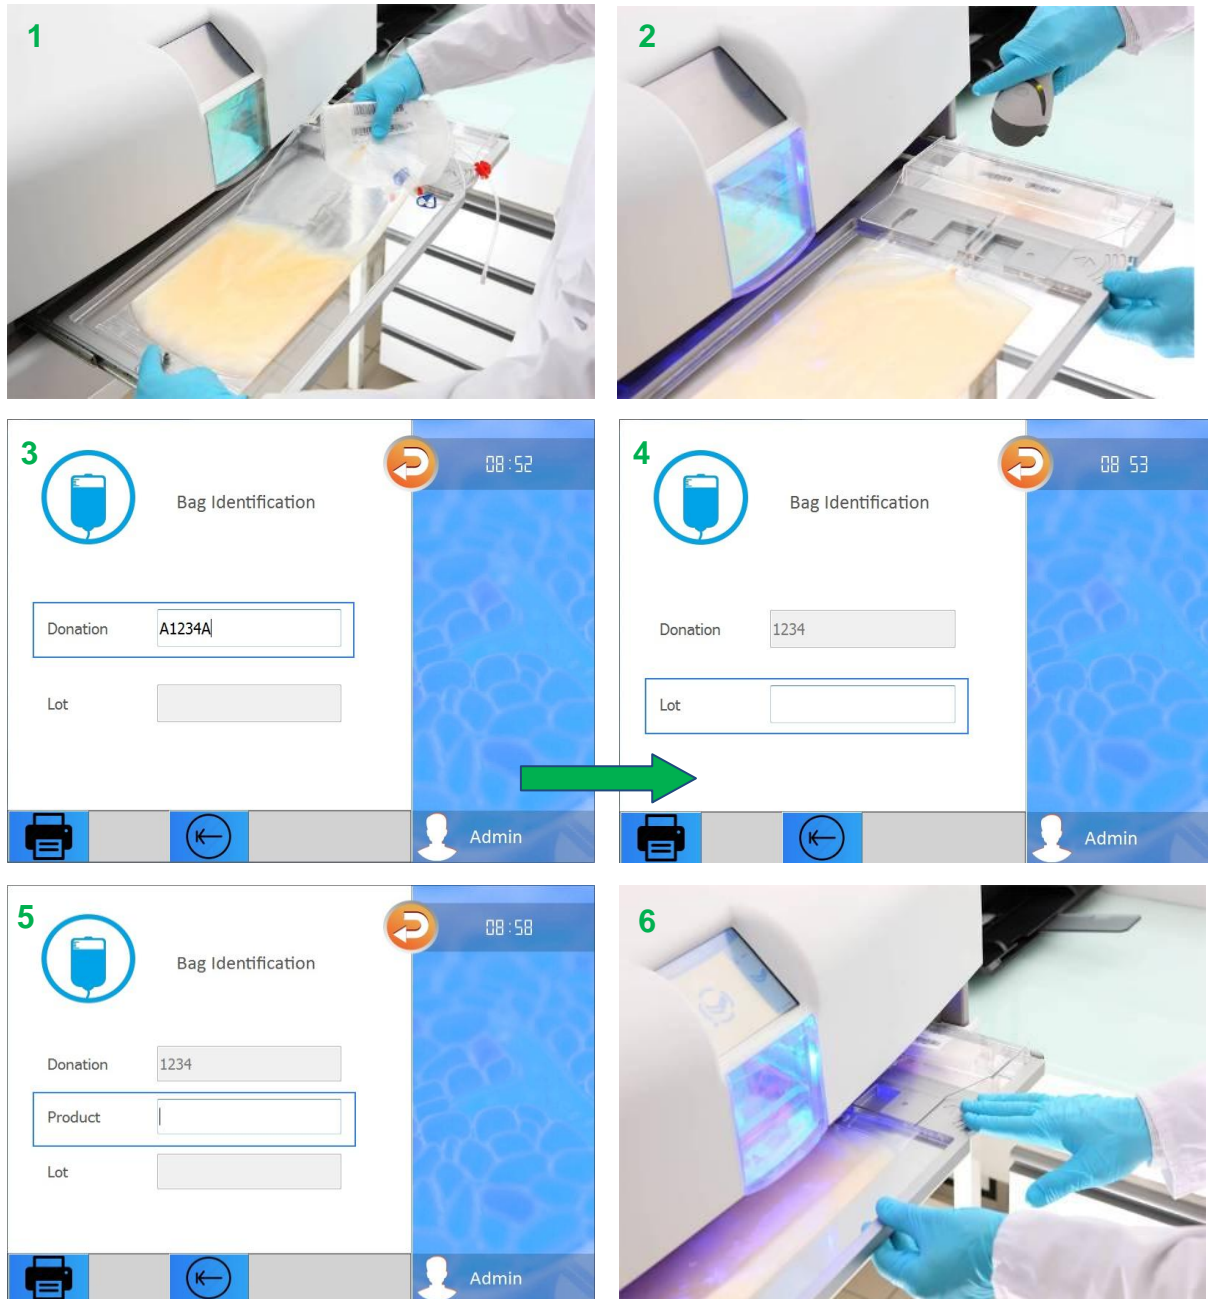 1
2
3
08:52
Bag Identification
Donation
A1234A
Lot
Admin
4
08 53
Bag Identification
Donation
1234
Lot
Admin
5
08:58
Bag Identification
Donation
1234
Product
Lot
Admin
6